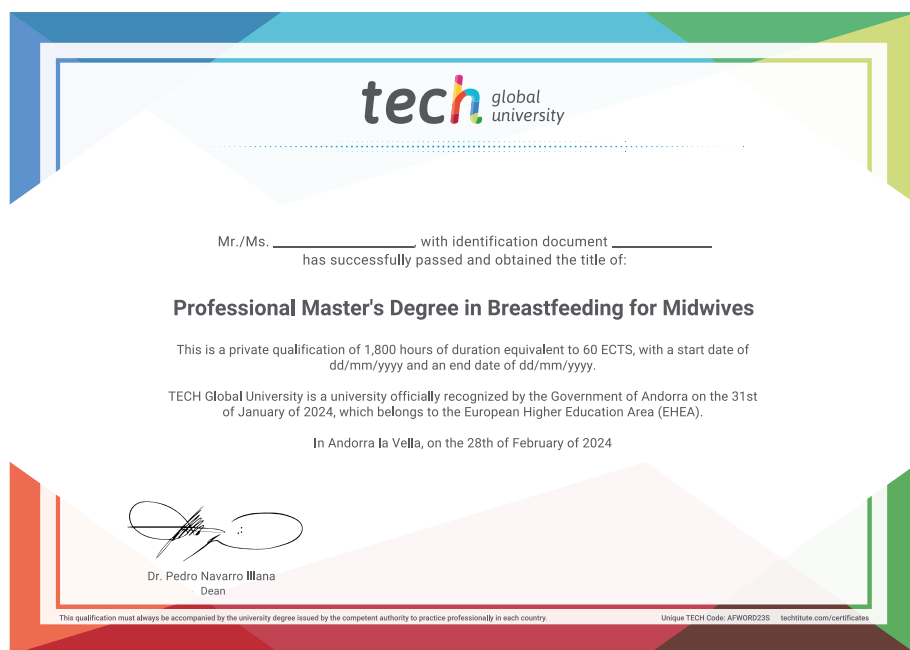 tech global university
Mr./Ms. ____________, with identification document ____________
has successfully passed and obtained the title of:
Professional Master's Degree in Breastfeeding for Midwives
This is a private qualification of 1,800 hours of duration equivalent to 60 ECTS, with a start date of
dd/mm/yyyy and an end date of dd/mm/yyyy.
TECH Global University is a university officially recognized by the Government of Andorra on the 31st
of January of 2024, which belongs to the European Higher Education Area (EHEA).
In Andorra la Vella, on the 28th of February of 2024
Dr. Pedro Navarro Illana
Dean
This qualification must always be accompanied by the university degree issued by the competent authority to practice professionally in each country.
Unique TECH Code: AFWORD23S techtitute.com/certificates